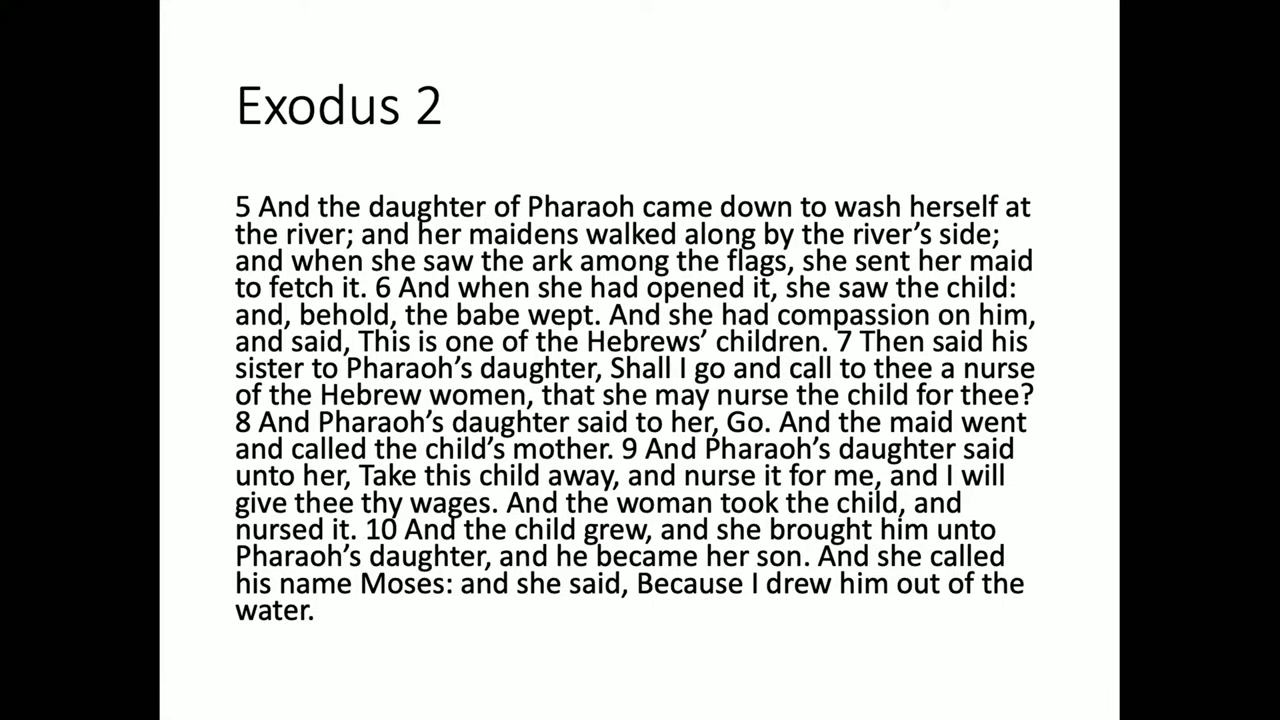 Exodus 2
5 And the daughter of Pharaoh came down to wash herself at
the river; and her maidens walked along by the river’s side;
and when she saw the ark among the flags, she sent her maid
to fetch it. 6 And when she had opened it, she saw the child:
and, behold, the babe wept. And she had compassion on him,
and said, This is one of the Hebrews’ children. 7 Then said his
sister to Pharaoh’s daughter, Shall I go and call to thee a nurse
of the Hebrew women, that she may nurse the child for thee?
8 And Pharaoh’s daughter said to her, Go. And the maid went
and called the child’s mother. 9 And Pharaoh’s daughter said
unto her, Take this child away, and nurse it for me, and I will
give thee thy wages. And the woman took the child, and
nursed it. 10 And the child grew, and she brought him unto
Pharaoh’s daughter, and he became her son. And she called
his name Moses: and she said, Because I drew him out of the
water.